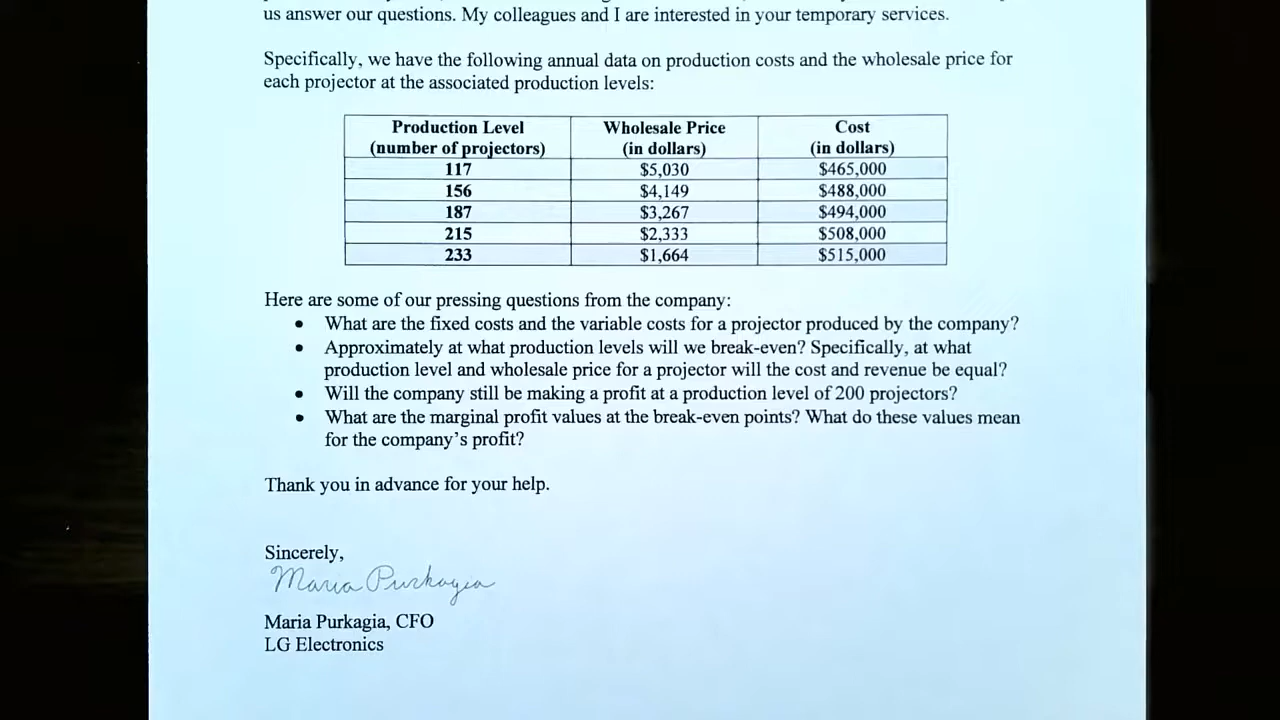 us answer our questions. My colleagues and I are interested in your temporary services.
Specifically, we have the following annual data on production costs and the wholesale price for
each projector at the associated production levels:
Production Level Wholesale Price Cost
(number of projectors) (in dollars) (in dollars)
117 $5,030 $465,000
156 $4,149 $488,000
187 $3,267 $494,000
215 $2,333 $508,000
233 $1,664 $515,000
Here are some of our pressing questions from the company:
• What are the fixed costs and the variable costs for a projector produced by the company?
• Approximately at what production levels will we break-even? Specifically, at what
production level and wholesale price for a projector will the cost and revenue be equal?
• Will the company still be making a profit at a production level of 200 projectors?
• What are the marginal profit values at the break-even points? What do these values mean
for the company's profit?
Thank you in advance for your help.
Sincerely,
Maria Purkagia
Maria Purkagia, CFO
LG Electronics